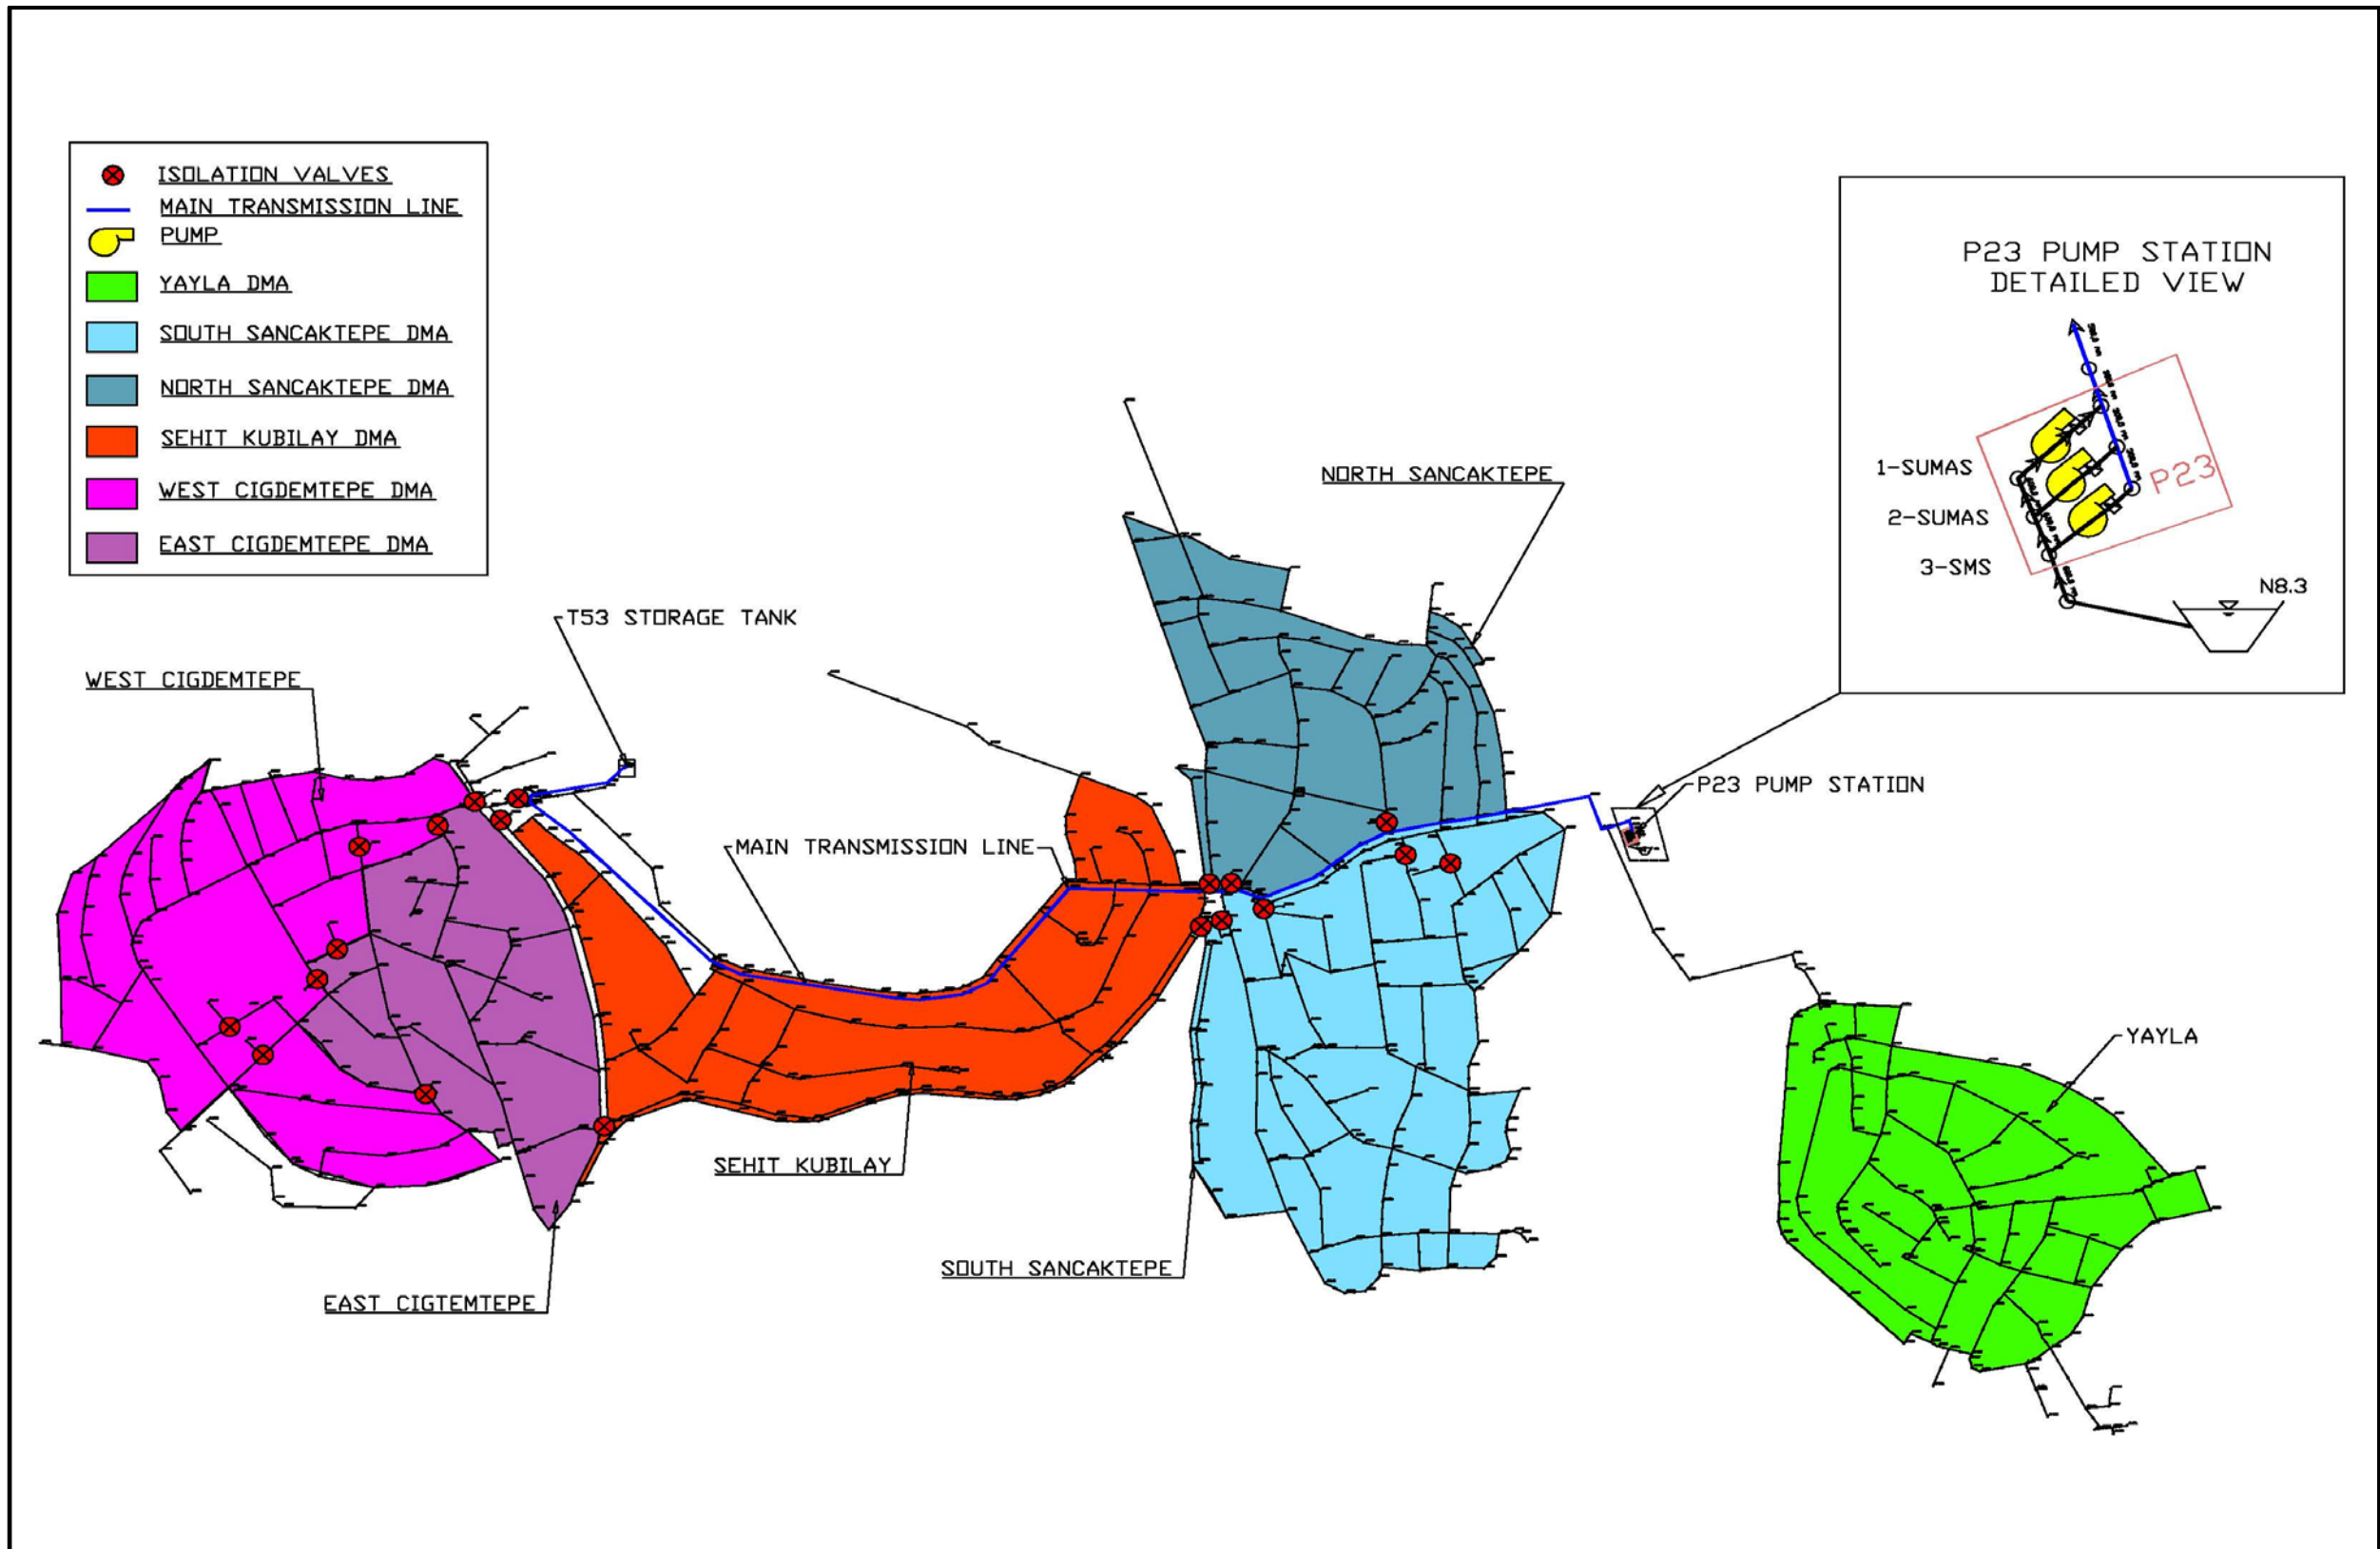 ISOLATION VALVES
MAIN TRANSMISSION LINE
PUMP
YAYLA DMA
SOUTH SANCAKTEPE DMA
NORTH SANCAKTEPE DMA
SEHIT KUBILAY DMA
WEST CIGDEMTEPE DMA
EAST CIGDEMTEPE DMA
P23 PUMP STATION
DETAILED VIEW
1-SUMAS
2-SUMAS
3-SMS
P23
N8.3
NORTH SANCAKTEPE
T53 STORAGE TANK
WEST CIGDEMTEPE
P23 PUMP STATION
MAIN TRANSMISSION LINE
YAYLA
SEHIT KUBILAY
SOUTH SANCAKTEPE
EAST CIGTEMTEPE